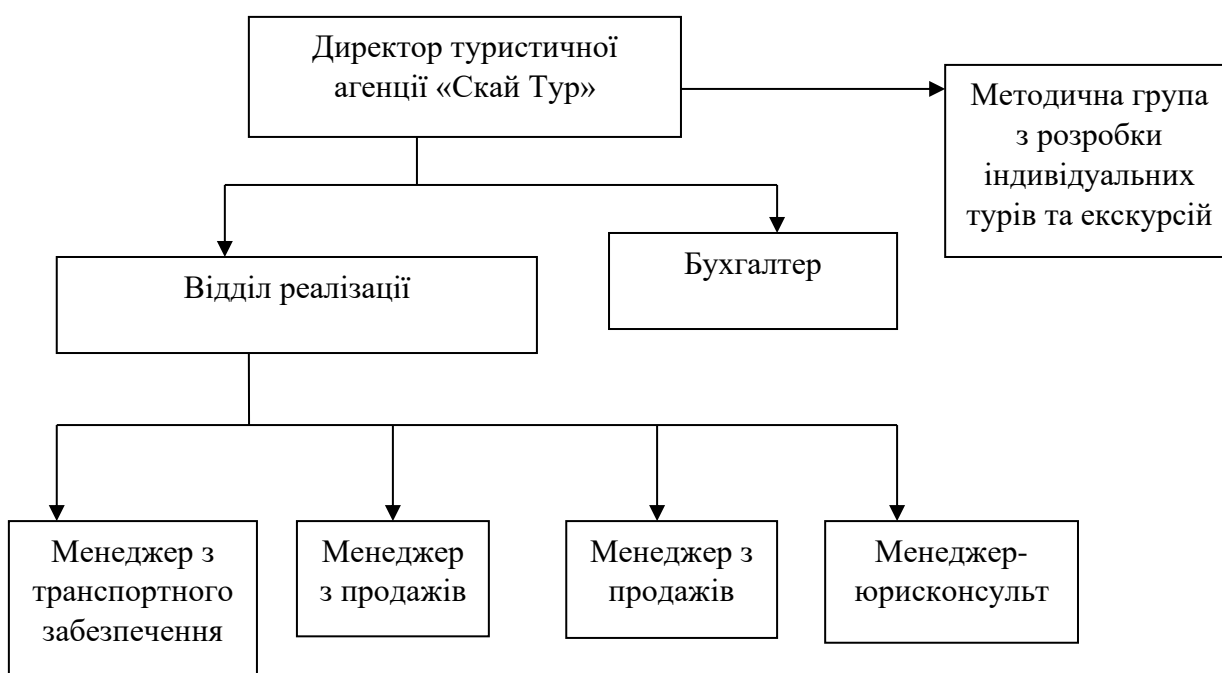 Директор туристичної
агенції «Скай Тур»
Методична група
з розробки
індивідуальних
турів та екскурсій
Бухгалтер
Відділ реалізації
Менеджер з
транспортного
забезпечення
Менеджер
з продажів
Менеджер з
продажів
Менеджер-
юрисконсульт